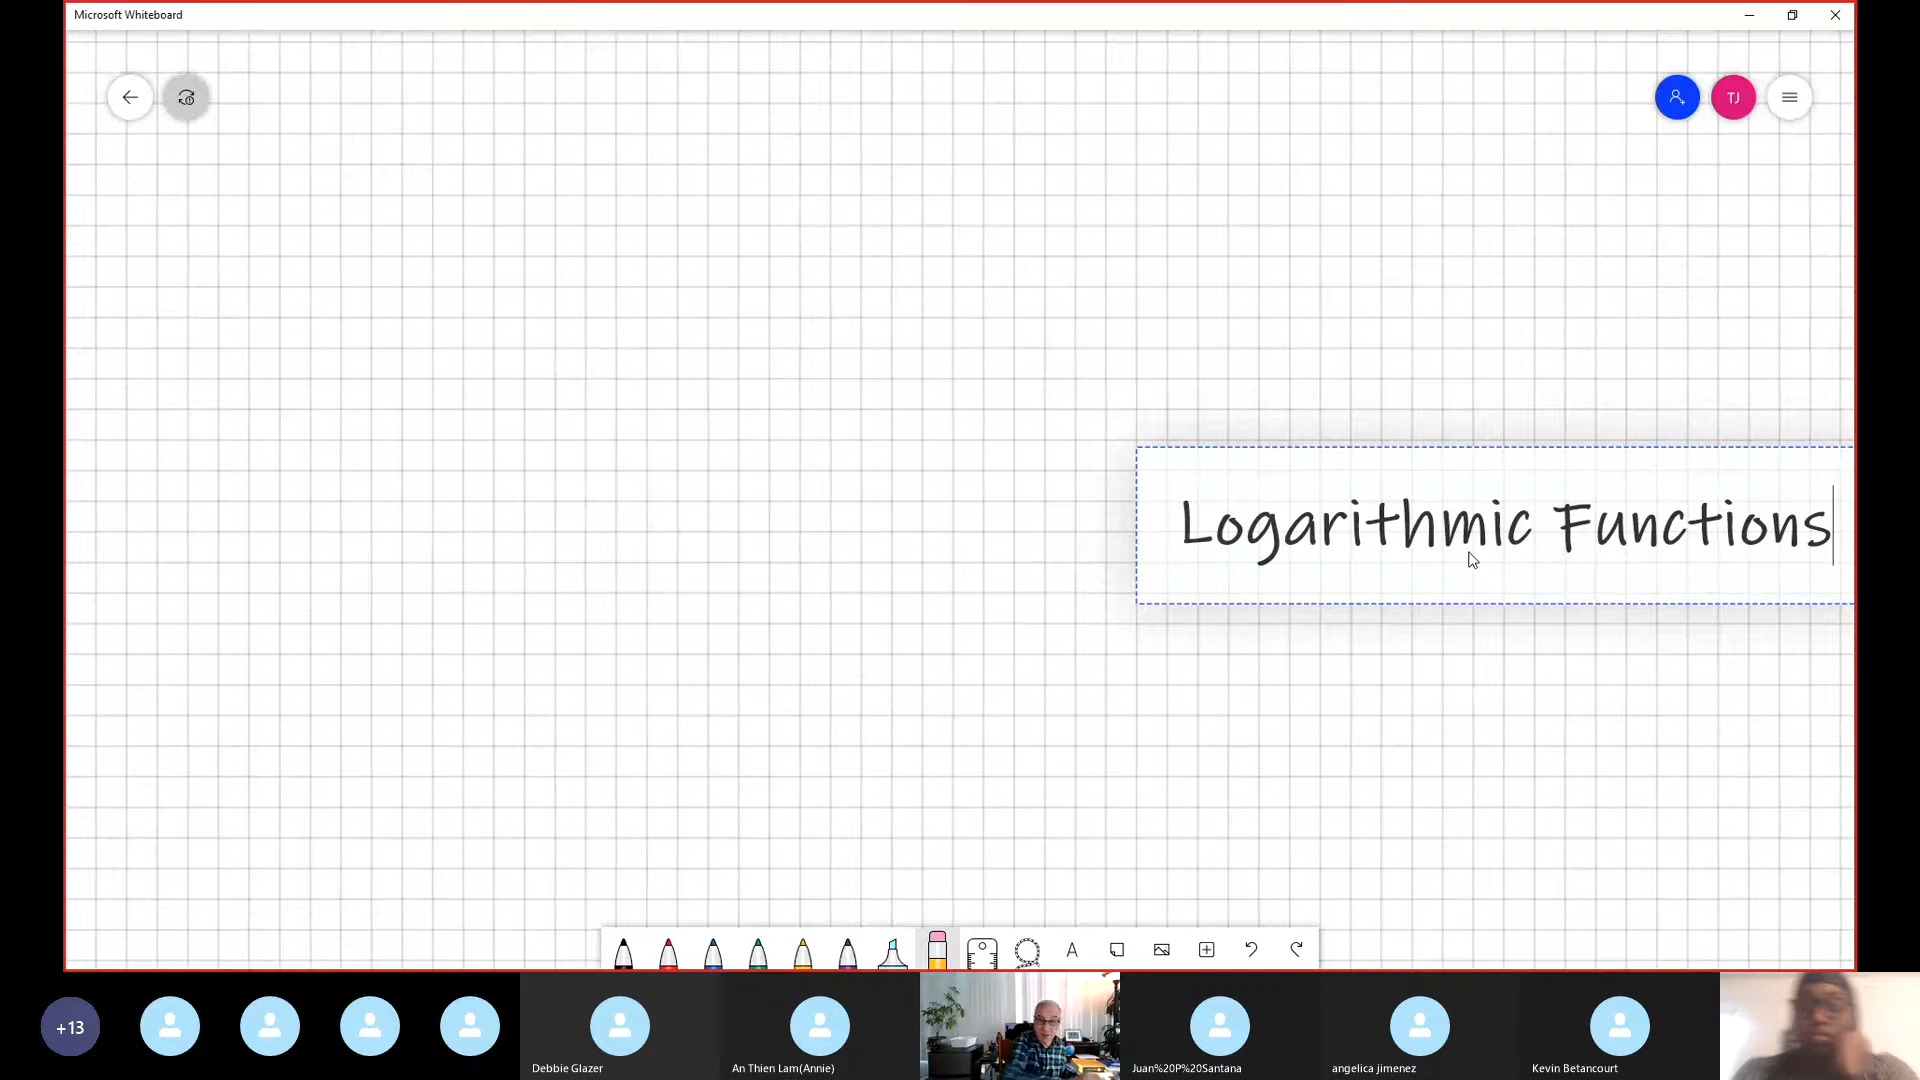 Microsoft Whiteboard
TJ
Logarithmic Functions
A
+13
Debbie Glazer
An Thien Lam(Annie)
Juan%20P%20Santana
angelica jimenez
Kevin Betancourt